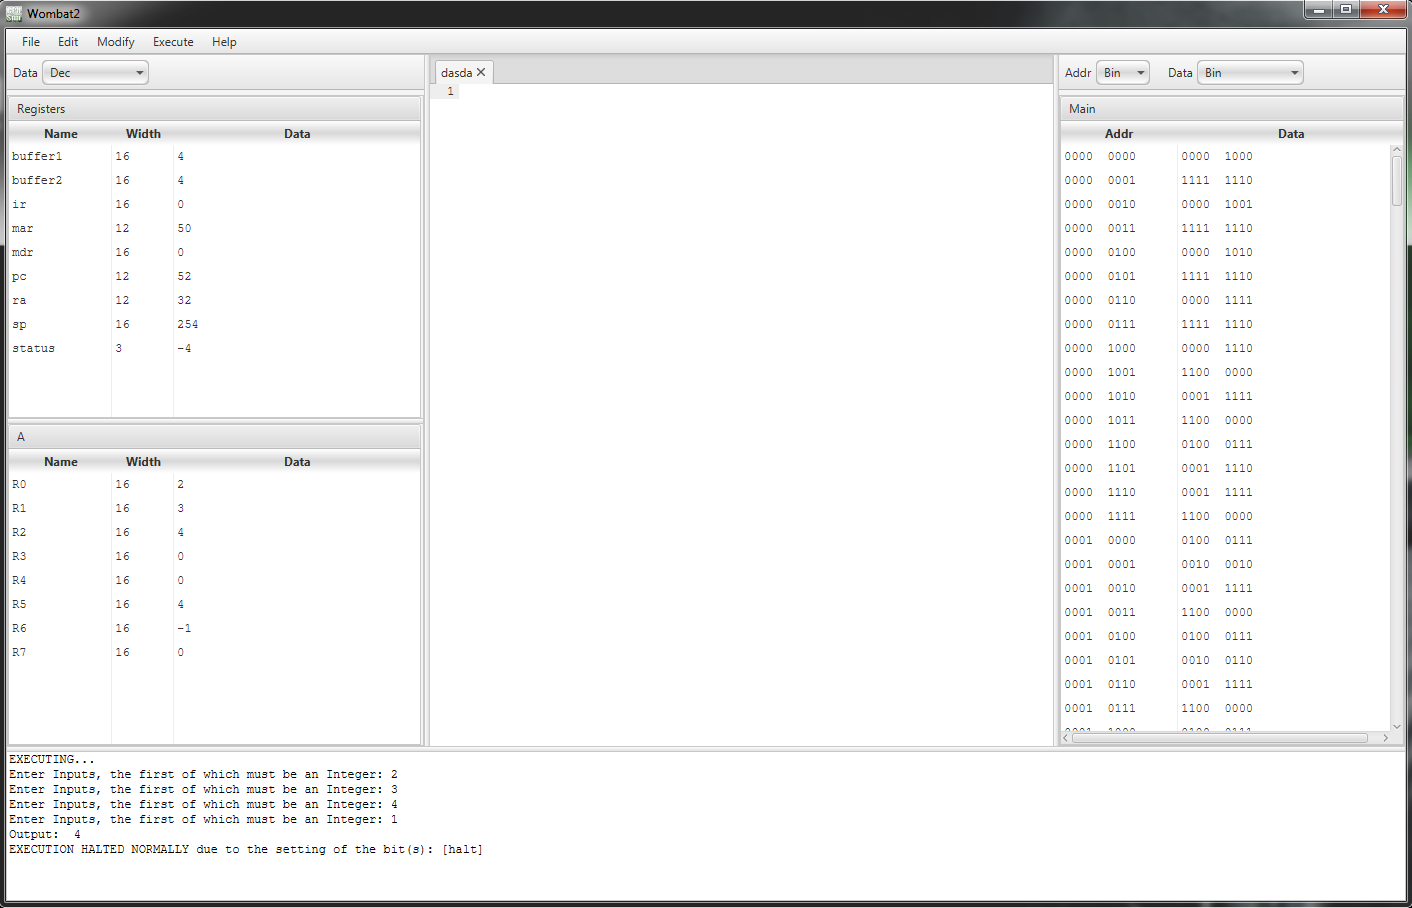 Wombat2
File Edit Modify Execute Help
Data Dec
dasda
Addr Bin Data Bin
1
Registers
Name Width Data
buffer1 16 4
buffer2 16 4
ir 16 0
mar 12 50
mdr 16 0
pc 12 52
ra 12 32
sp 16 254
status 3 -4
A
Name Width Data
R0 16 2
R1 16 3
R2 16 4
R3 16 0
R4 16 0
R5 16 4
R6 16 -1
R7 16 0
Main
Addr Data
0000 0000 0000 1000
0000 0001 1111 1110
0000 0010 0000 1001
0000 0011 1111 1110
0000 0100 0000 1010
0000 0101 1111 1110
0000 0110 0000 1111
0000 0111 1111 1110
0000 1000 0000 1110
0000 1001 1100 0000
0000 1010 0001 1111
0000 1011 1100 0000
0000 1100 0100 0111
0000 1101 0001 1110
0000 1110 0001 1111
0000 1111 1100 0000
0001 0000 0100 0111
0001 0001 0010 0010
0001 0010 0001 1111
0001 0011 1100 0000
0001 0100 0100 0111
0001 0101 0010 0110
0001 0110 0001 1111
0001 0111 1100 0000
0001 1000 0100 0111
EXECUTING...
Enter Inputs, the first of which must be an Integer: 2
Enter Inputs, the first of which must be an Integer: 3
Enter Inputs, the first of which must be an Integer: 4
Enter Inputs, the first of which must be an Integer: 1
Output: 4
EXECUTION HALTED NORMALLY due to the setting of the bit(s): [halt]